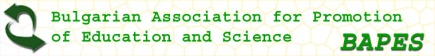 Bulgarian Association for Promotion
of Education and Science
BAPES